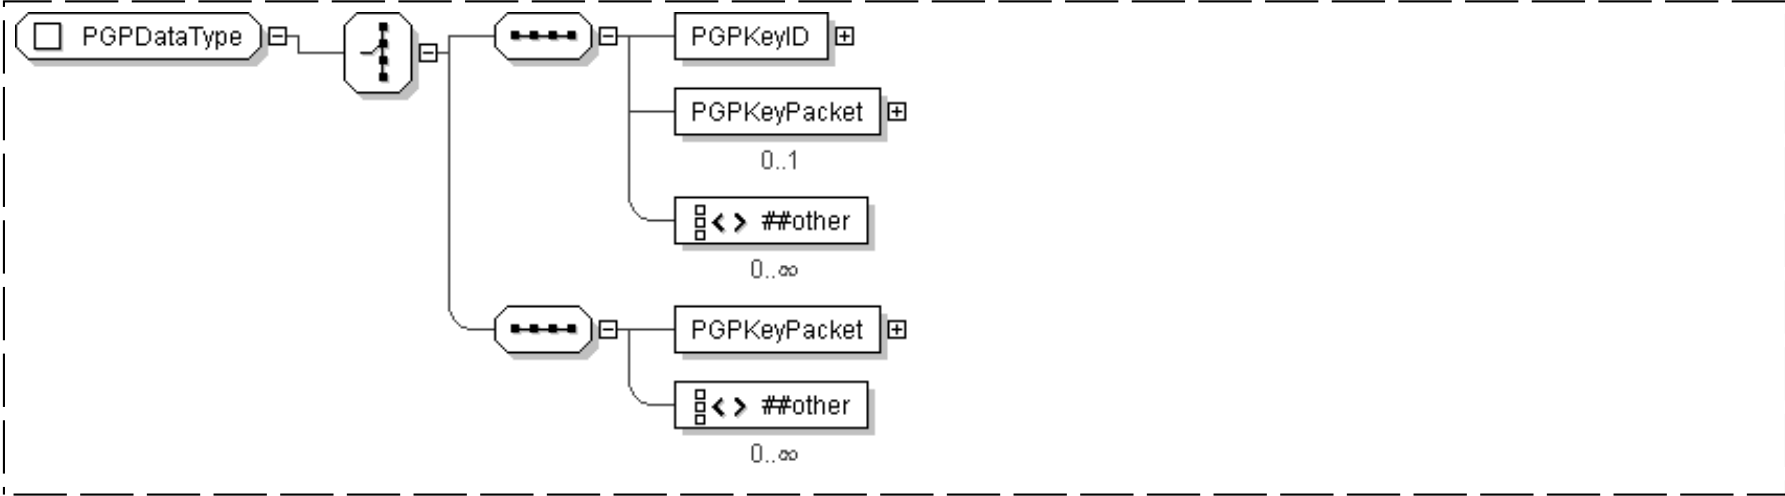 PGPDataType
PGPKeyID
PGPKeyPacket
0..1
##other
0..∞
PGPKeyPacket
##other
0..∞